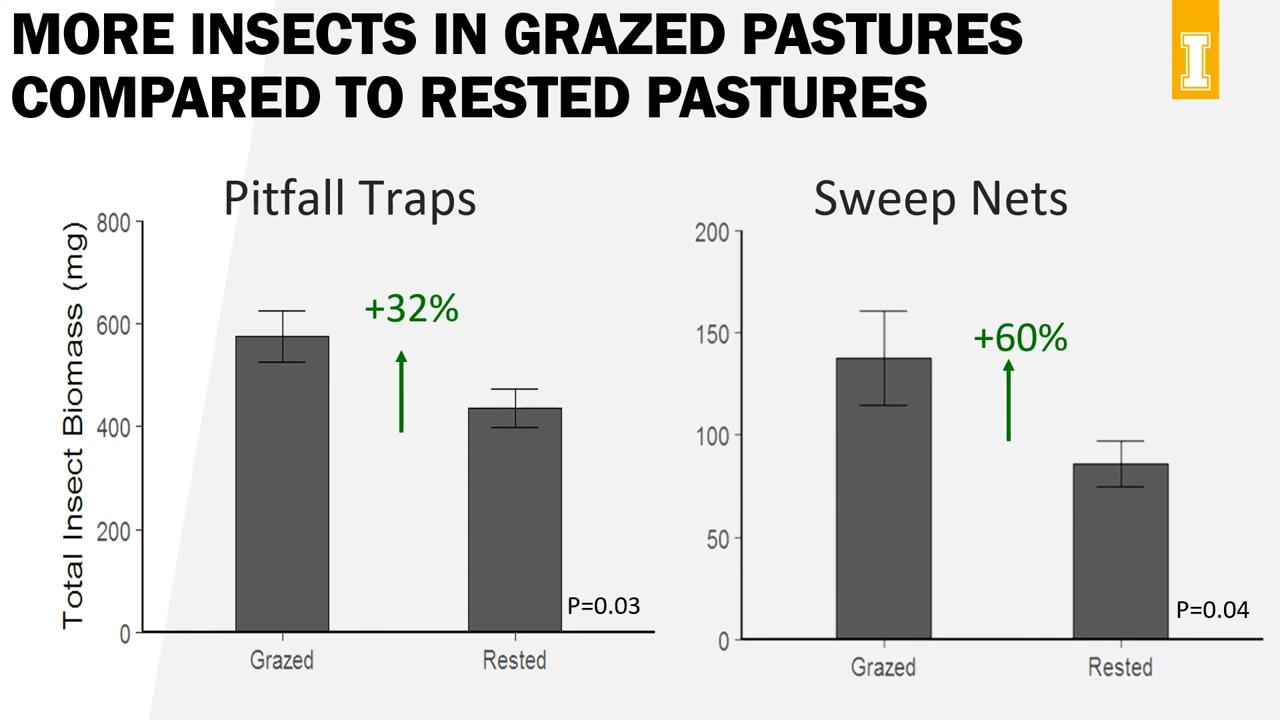 MORE INSECTS IN GRAZED PASTURES
COMPARED TO RESTED PASTURES
I
Pitfall Traps
Total Insect Biomass (mg)
800
600
400
200
0
+32%
P=0.03
Grazed
Rested
Sweep Nets
200
150
100
50
0
+60%
P=0.04
Grazed
Rested